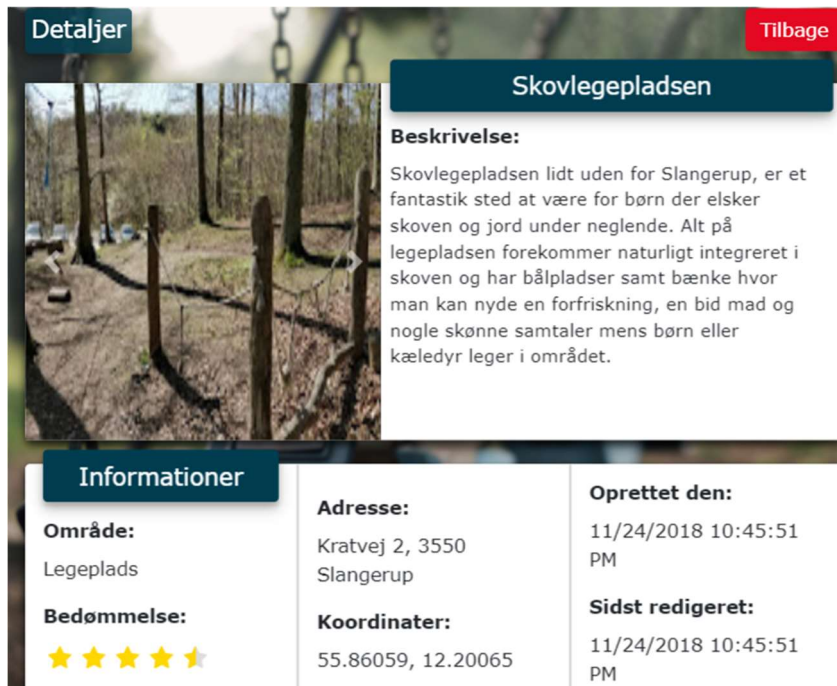 Detaljer
Tilbage
Skovlegepladsen
Beskrivelse:
Skovlegepladsen lidt uden for Slangerup, er et
fantastik sted at være for børn der elsker
skoven og jord under neglende. Alt på
legepladsen forekommer naturligt integreret i
skoven og har bålpladser samt bænke hvor
man kan nyde en forfriskning, en bid mad og
nogle skønne samtaler mens børn eller
kæledyr leger i området.
Informationer
Område:
Legeplads
Bedømmelse:
Adresse:
Kratvej 2, 3550
Slangerup
Koordinater:
55.86059, 12.20065
Oprettet den:
11/24/2018 10:45:51
PM
Sidst redigeret:
11/24/2018 10:45:51
PM